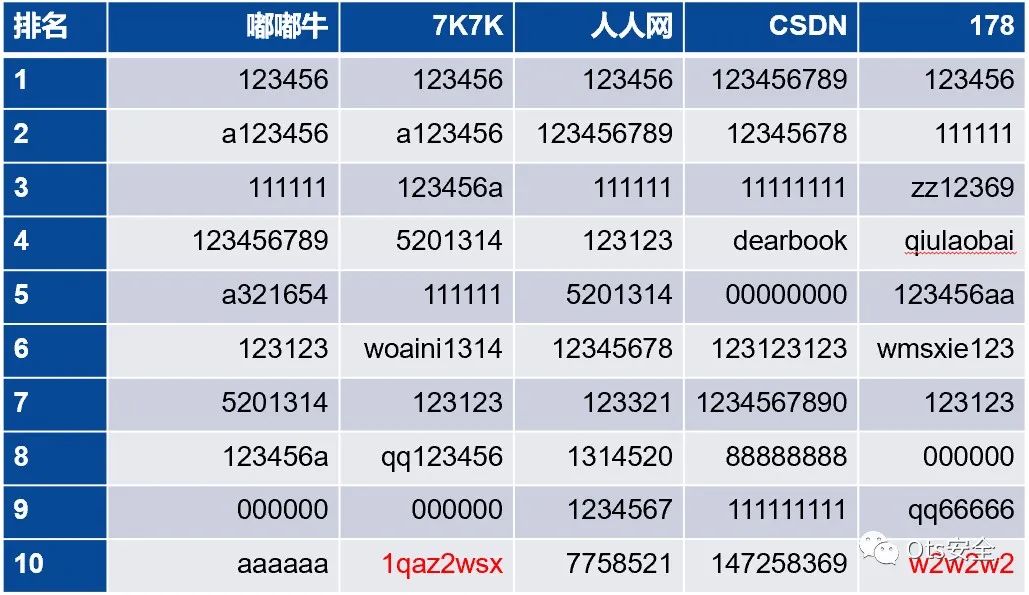 排名 嘟嘟牛 7K7K 人人网 CSDN 178
1 123456 123456 123456 123456789 123456
2 a123456 a123456 123456789 12345678 111111
3 111111 123456a 111111 11111111 zz12369
4 123456789 5201314 123123 dearbook qiulaobai
5 a321654 111111 5201314 00000000 123456aa
6 123123 woaini1314 12345678 123123123 wmsxie123
7 5201314 123123 123321 1234567890 123123
8 123456a qq123456 1314520 88888888 000000
9 000000 000000 1234567 111111111 qq66666
10 aaaaaa 1qaz2wsx 7758521 147258369 w2w2w2
Ots安全